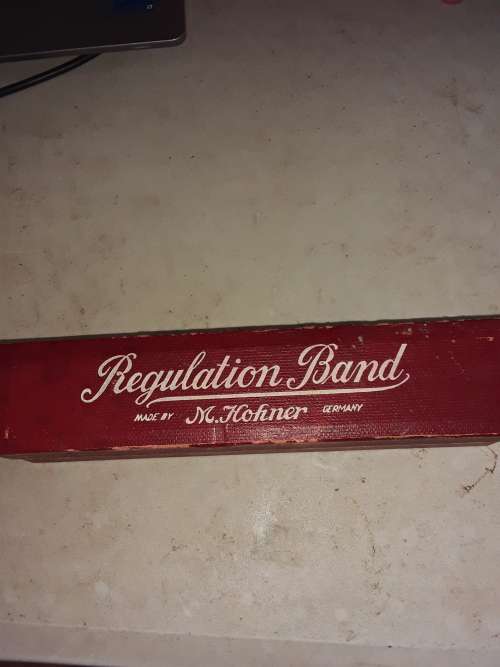 Regulation Band
MADE BY M. Hohner GERMANY